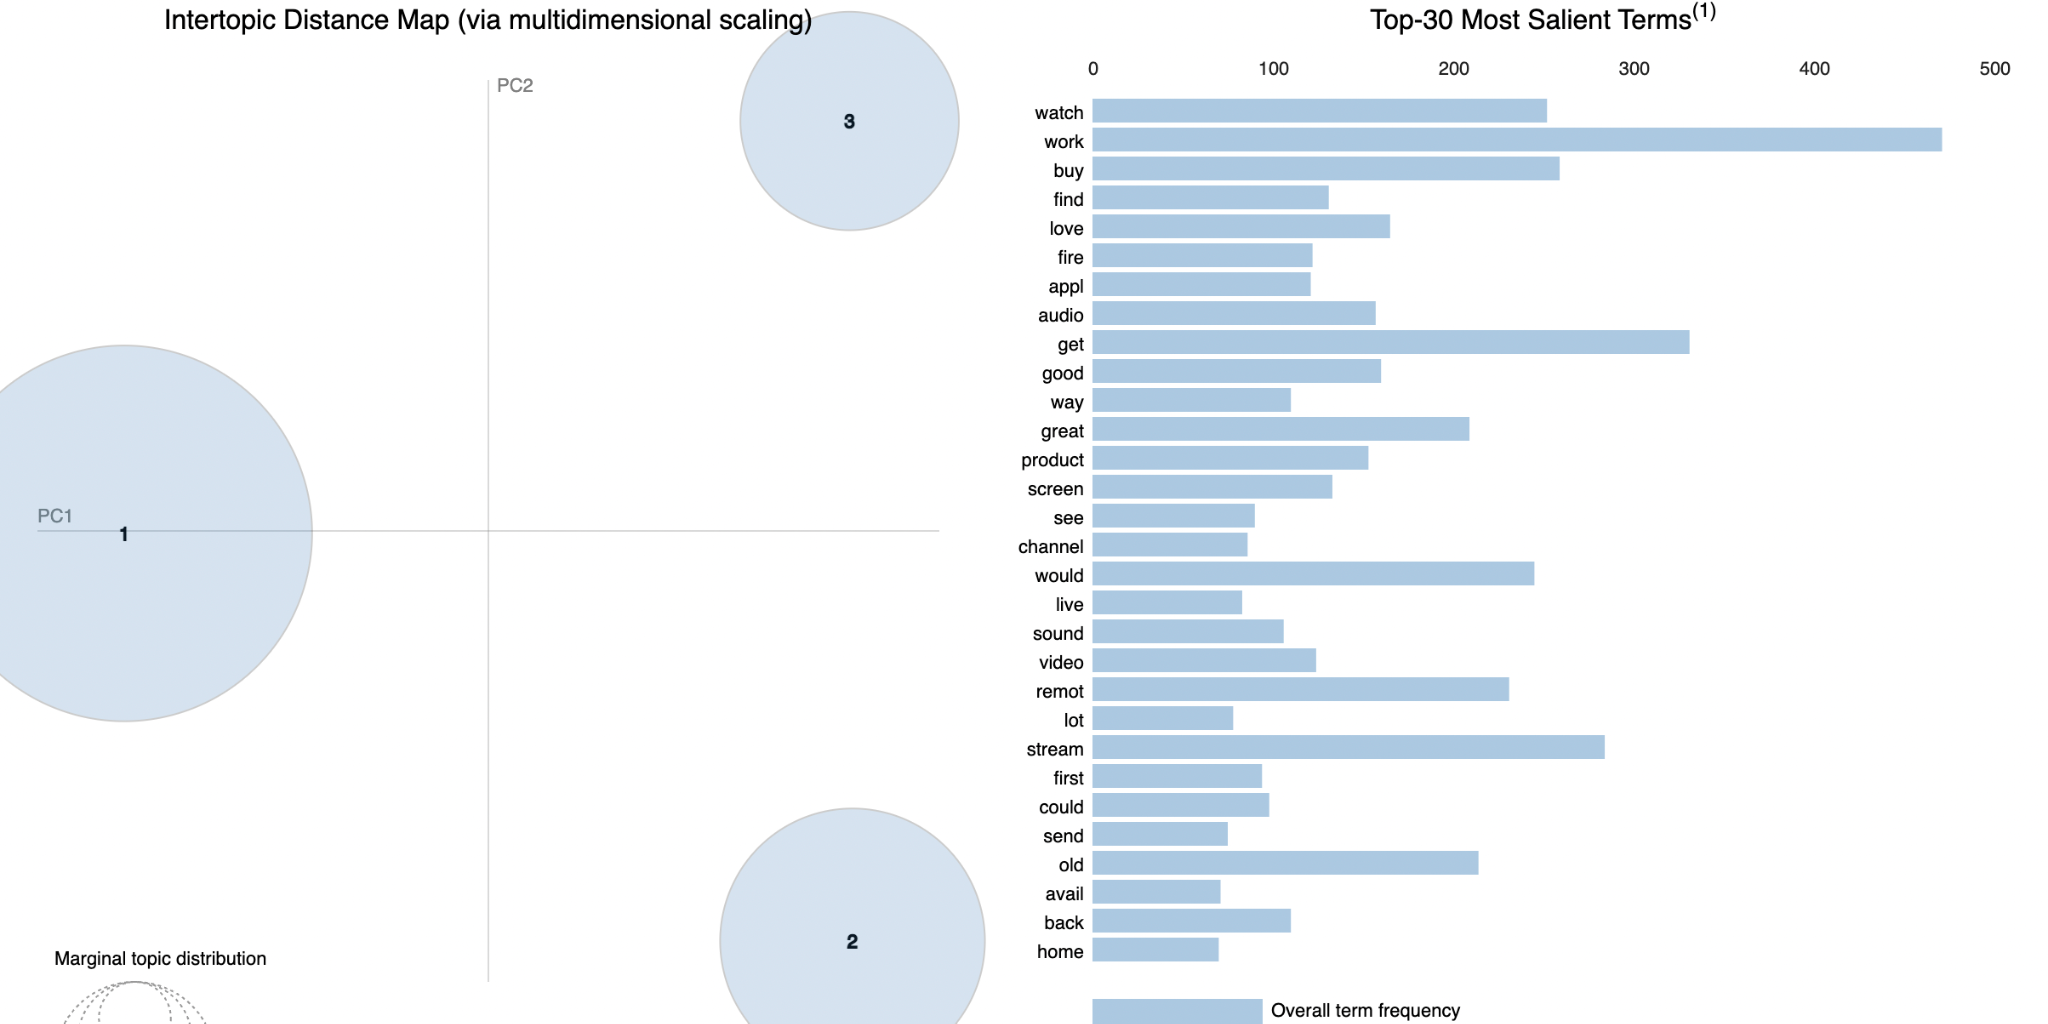 Intertopic Distance Map (via multidimensional scaling)
PC2
3
PC1
1
2
Marginal topic distribution
Top-30 Most Salient Terms(1)
0 100 200 300 400 500
watch
work
buy
find
love
fire
appl
audio
get
good
way
great
product
screen
see
channel
would
live
sound
video
remot
lot
stream
first
could
send
old
avail
back
home
Overall term frequency